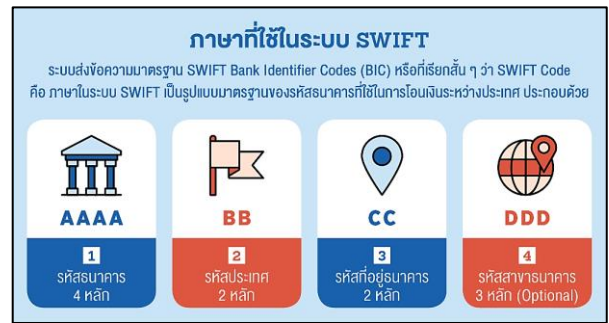 ภาษาที่ใช้ในระบบ SWIFT
ระบบส่งข้อความมาตรฐาน SWIFT Bank Identifier Codes (BIC) หรือที่เรียกสั้น ๆ ว่า SWIFT Code
คือ ภาษาในระบบ SWIFT เป็นรูปแบบมาตรฐานของรหัสธนาคารที่ใช้ในการโอนเงินระหว่างประเทศ ประกอบด้วย
AAAA
1
รหัสธนาคาร
4 หลัก
BB
2
รหัสประเทศ
2 หลัก
CC
3
รหัสที่อยู่ธนาคาร
2 หลัก
DDD
4
รหัสสาขาธนาคาร
3 หลัก (Optional)